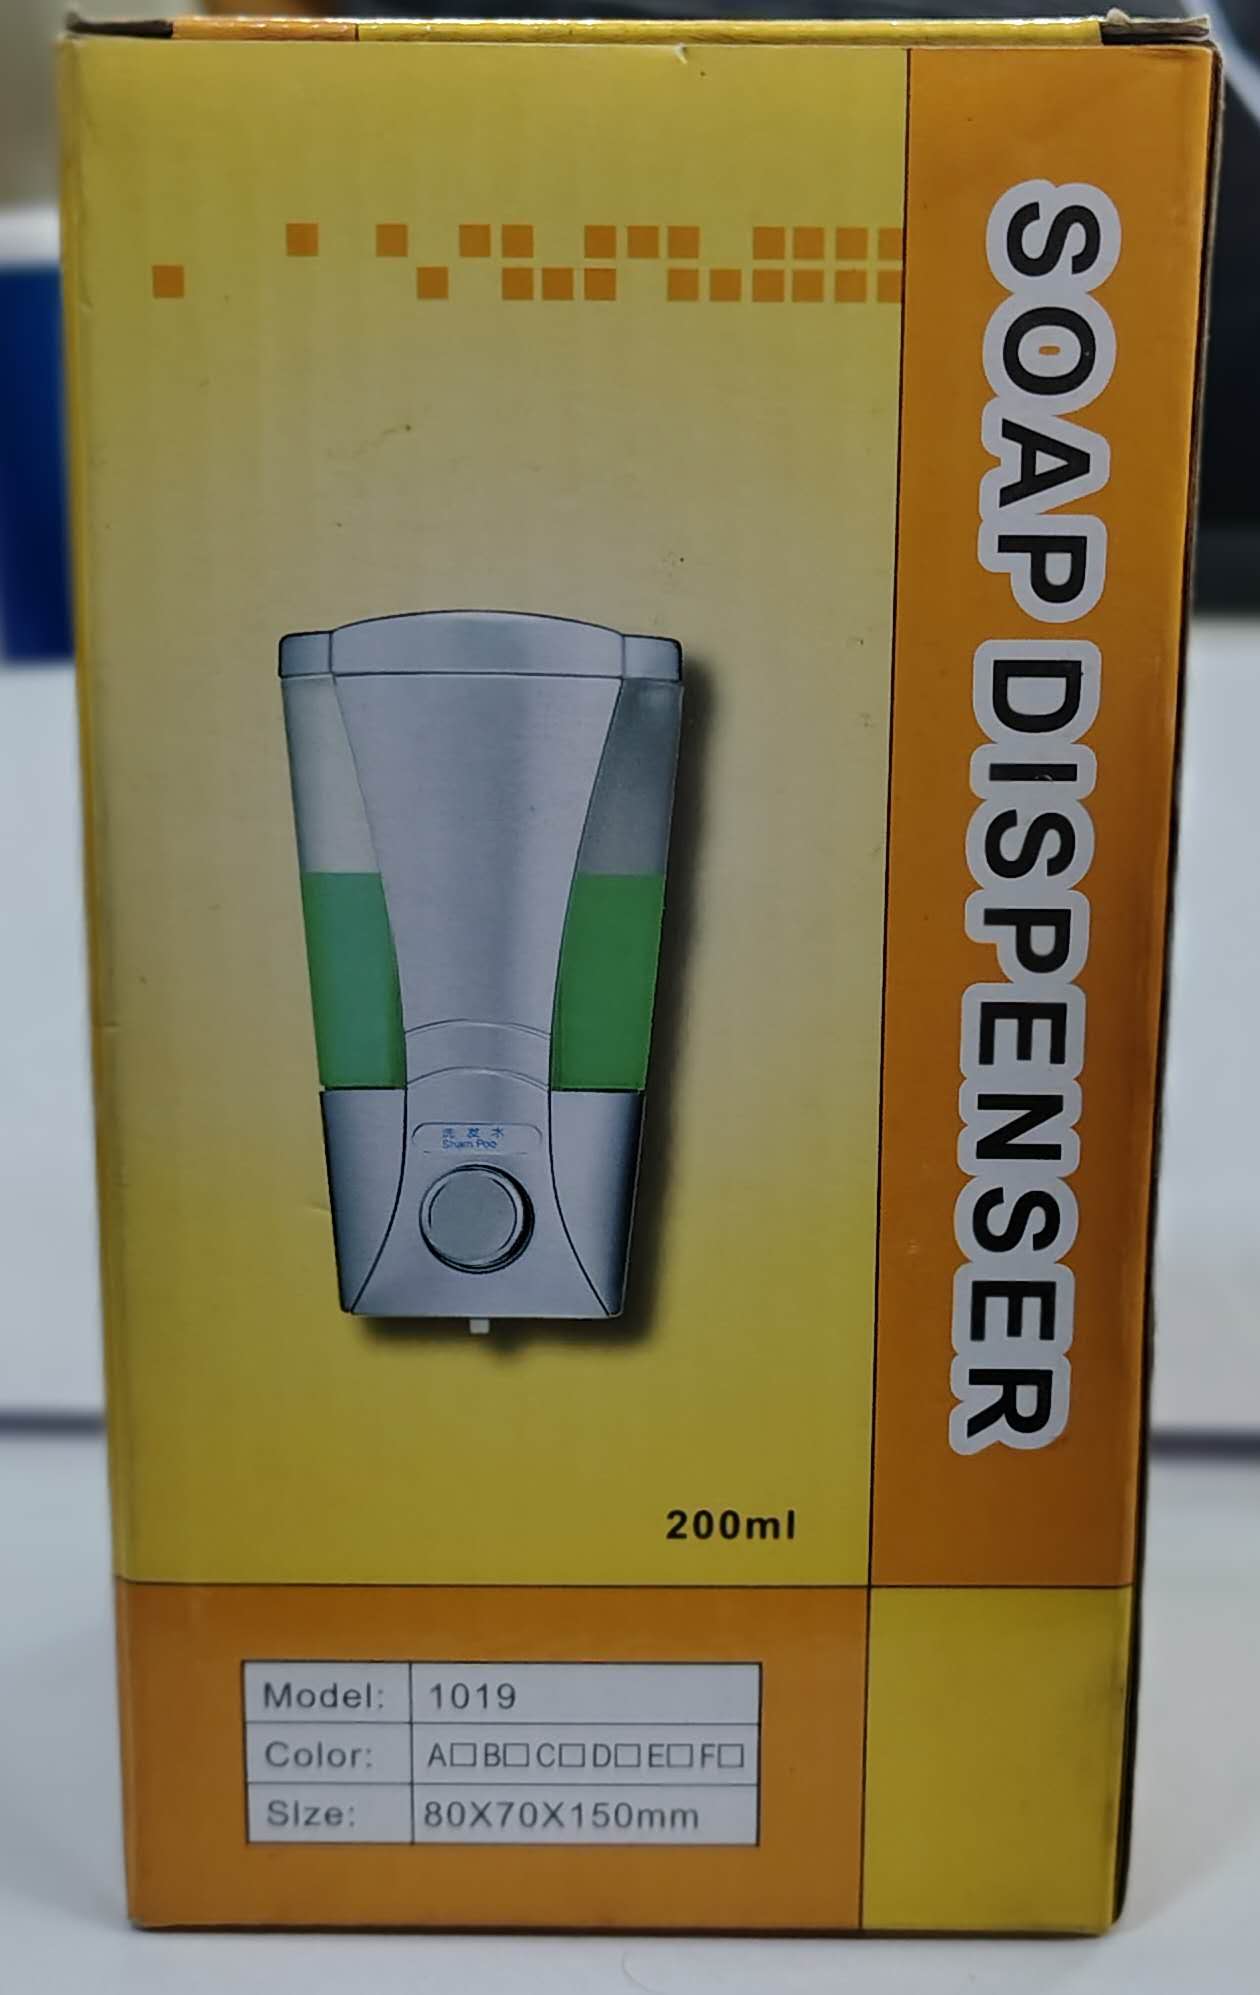 SOAP DISPENSER
洗 发 水
Sham Poo
200ml
Model: 1019
Color: A□B□C□D□E□F□
SIze: 80X70X150mm